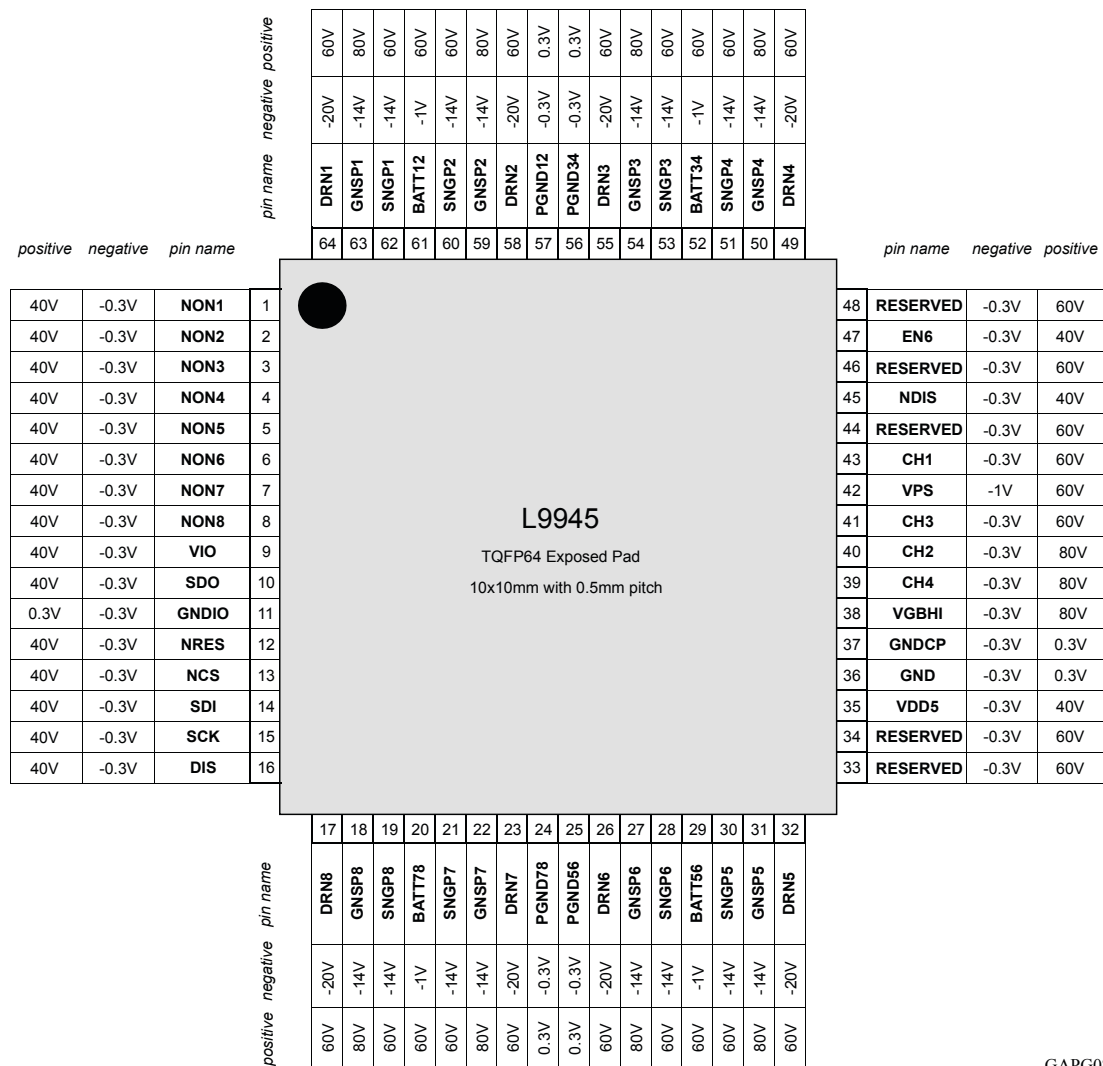 positive 60V 80V 60V 60V 60V 80V 60V 0.3V 0.3V 60V 80V 60V 60V 60V 80V 60V
negative -20V -14V -14V -1V -14V -14V -20V -0.3V -0.3V -20V -14V -14V -1V -14V -14V -20V
pin name DRN1 GNSP1 SNGP1 BATT12 SNGP2 GNSP2 DRN2 PGND12 PGND34 DRN3 GNSP3 SNGP3 BATT34 SNGP4 GNSP4 DRN4
64 63 62 61 60 59 58 57 56 55 54 53 52 51 50 49
positive negative pin name
40V -0.3V NON1 1
40V -0.3V NON2 2
40V -0.3V NON3 3
40V -0.3V NON4 4
40V -0.3V NON5 5
40V -0.3V NON6 6
40V -0.3V NON7 7
40V -0.3V NON8 8
40V -0.3V VIO 9
40V -0.3V SDO 10
0.3V -0.3V GNDIO 11
40V -0.3V NRES 12
40V -0.3V NCS 13
40V -0.3V SDI 14
40V -0.3V SCK 15
40V -0.3V DIS 16
L9945
TQFP64 Exposed Pad
10x10mm with 0.5mm pitch
pin name negative positive
48 RESERVED -0.3V 60V
47 EN6 -0.3V 40V
46 RESERVED -0.3V 60V
45 NDIS -0.3V 40V
44 RESERVED -0.3V 60V
43 CH1 -0.3V 60V
42 VPS -1V 60V
41 CH3 -0.3V 60V
40 CH2 -0.3V 80V
39 CH4 -0.3V 80V
38 VGBHI -0.3V 80V
37 GNDCP -0.3V 0.3V
36 GND -0.3V 0.3V
35 VDD5 -0.3V 40V
34 RESERVED -0.3V 60V
33 RESERVED -0.3V 60V
17 18 19 20 21 22 23 24 25 26 27 28 29 30 31 32
pin name DRN8 GNSP8 SNGP8 BATT78 SNGP7 GNSP7 DRN7 PGND78 PGND56 DRN6 GNSP6 SNGP6 BATT56 SNGP5 GNSP5 DRN5
negative -20V -14V -14V -1V -14V -14V -20V -0.3V -0.3V -20V -14V -14V -1V -14V -14V -20V
positive 60V 80V 60V 60V 60V 80V 60V 0.3V 0.3V 60V 80V 60V 60V 60V 80V 60V